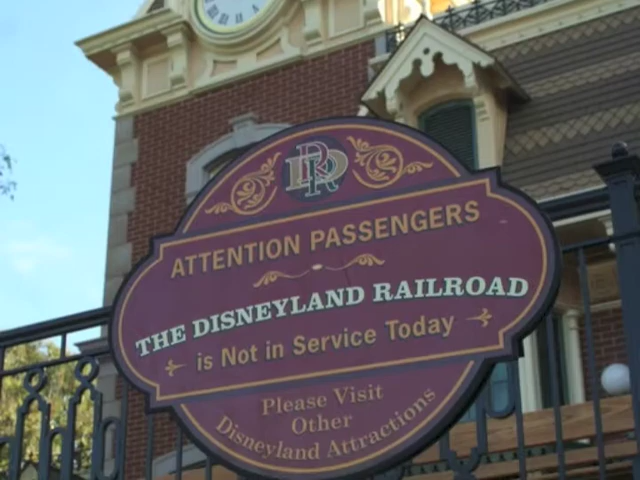 DRR
ATTENTION PASSENGERS
THE DISNEYLAND RAILROAD
is Not in Service Today
Please Visit
Other
Disneyland Attractions